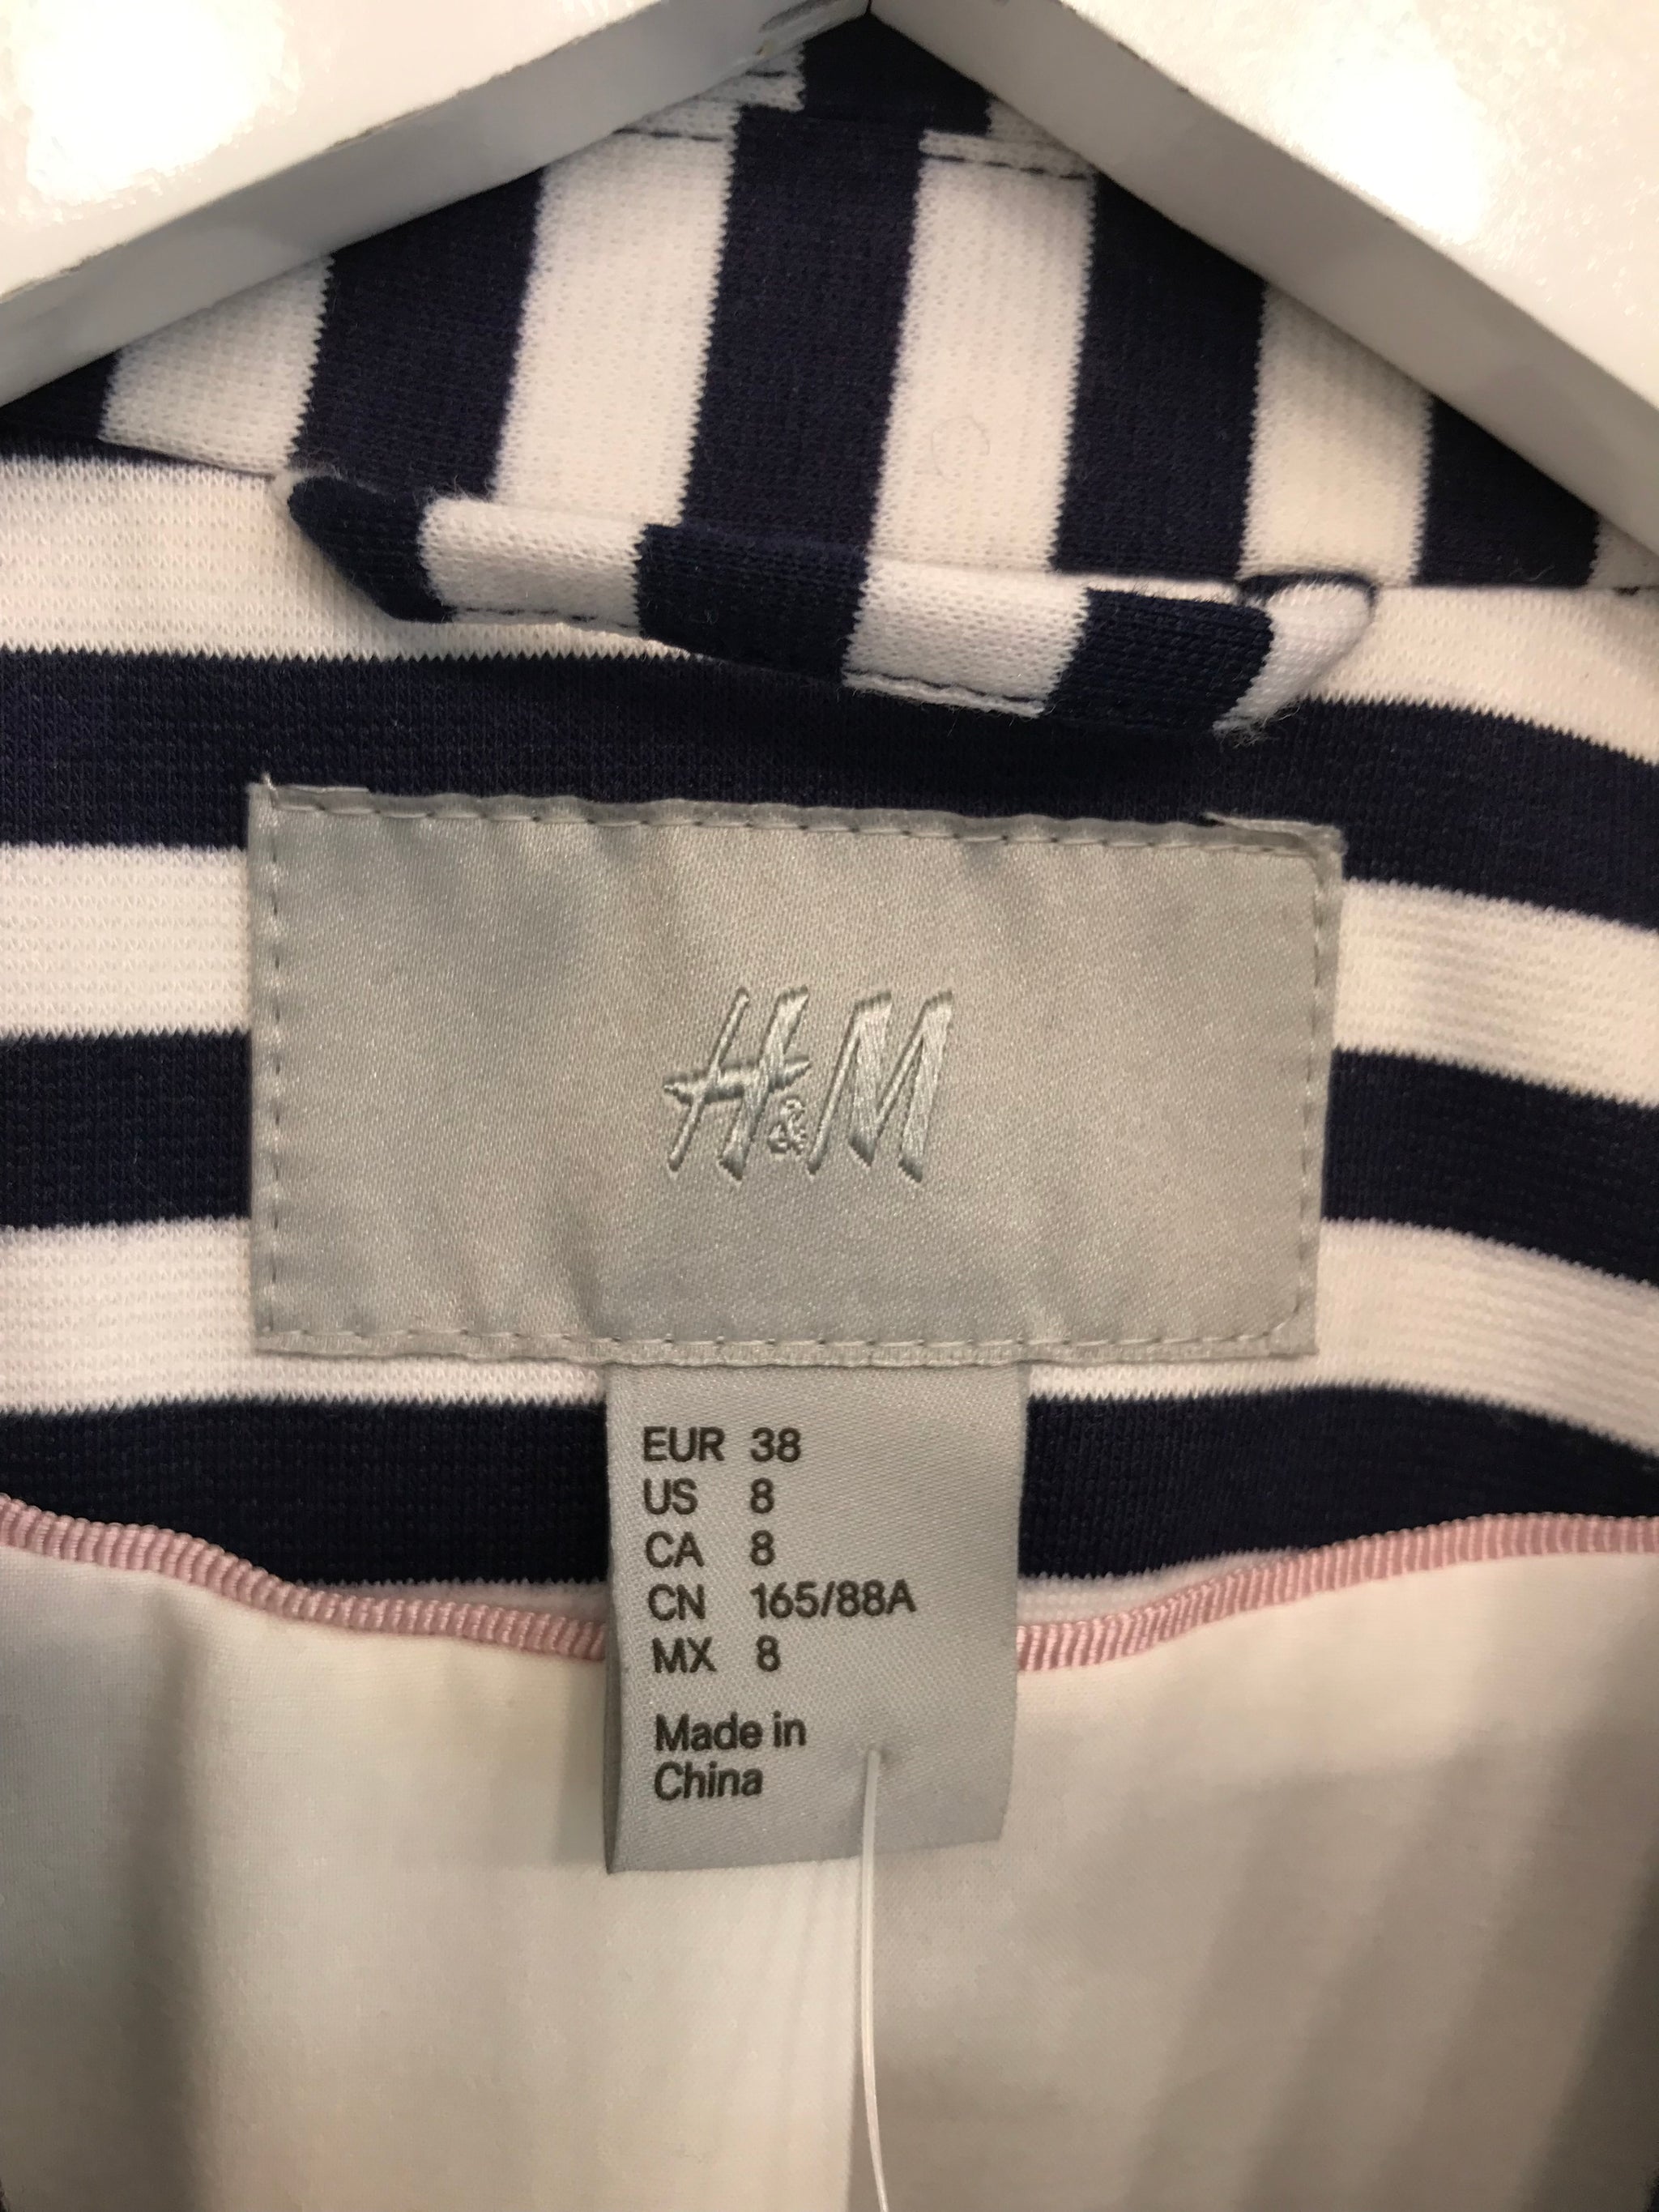 H&M
EUR 38
US 8
CA 8
CN 165/88A
MX 8
Made in
China